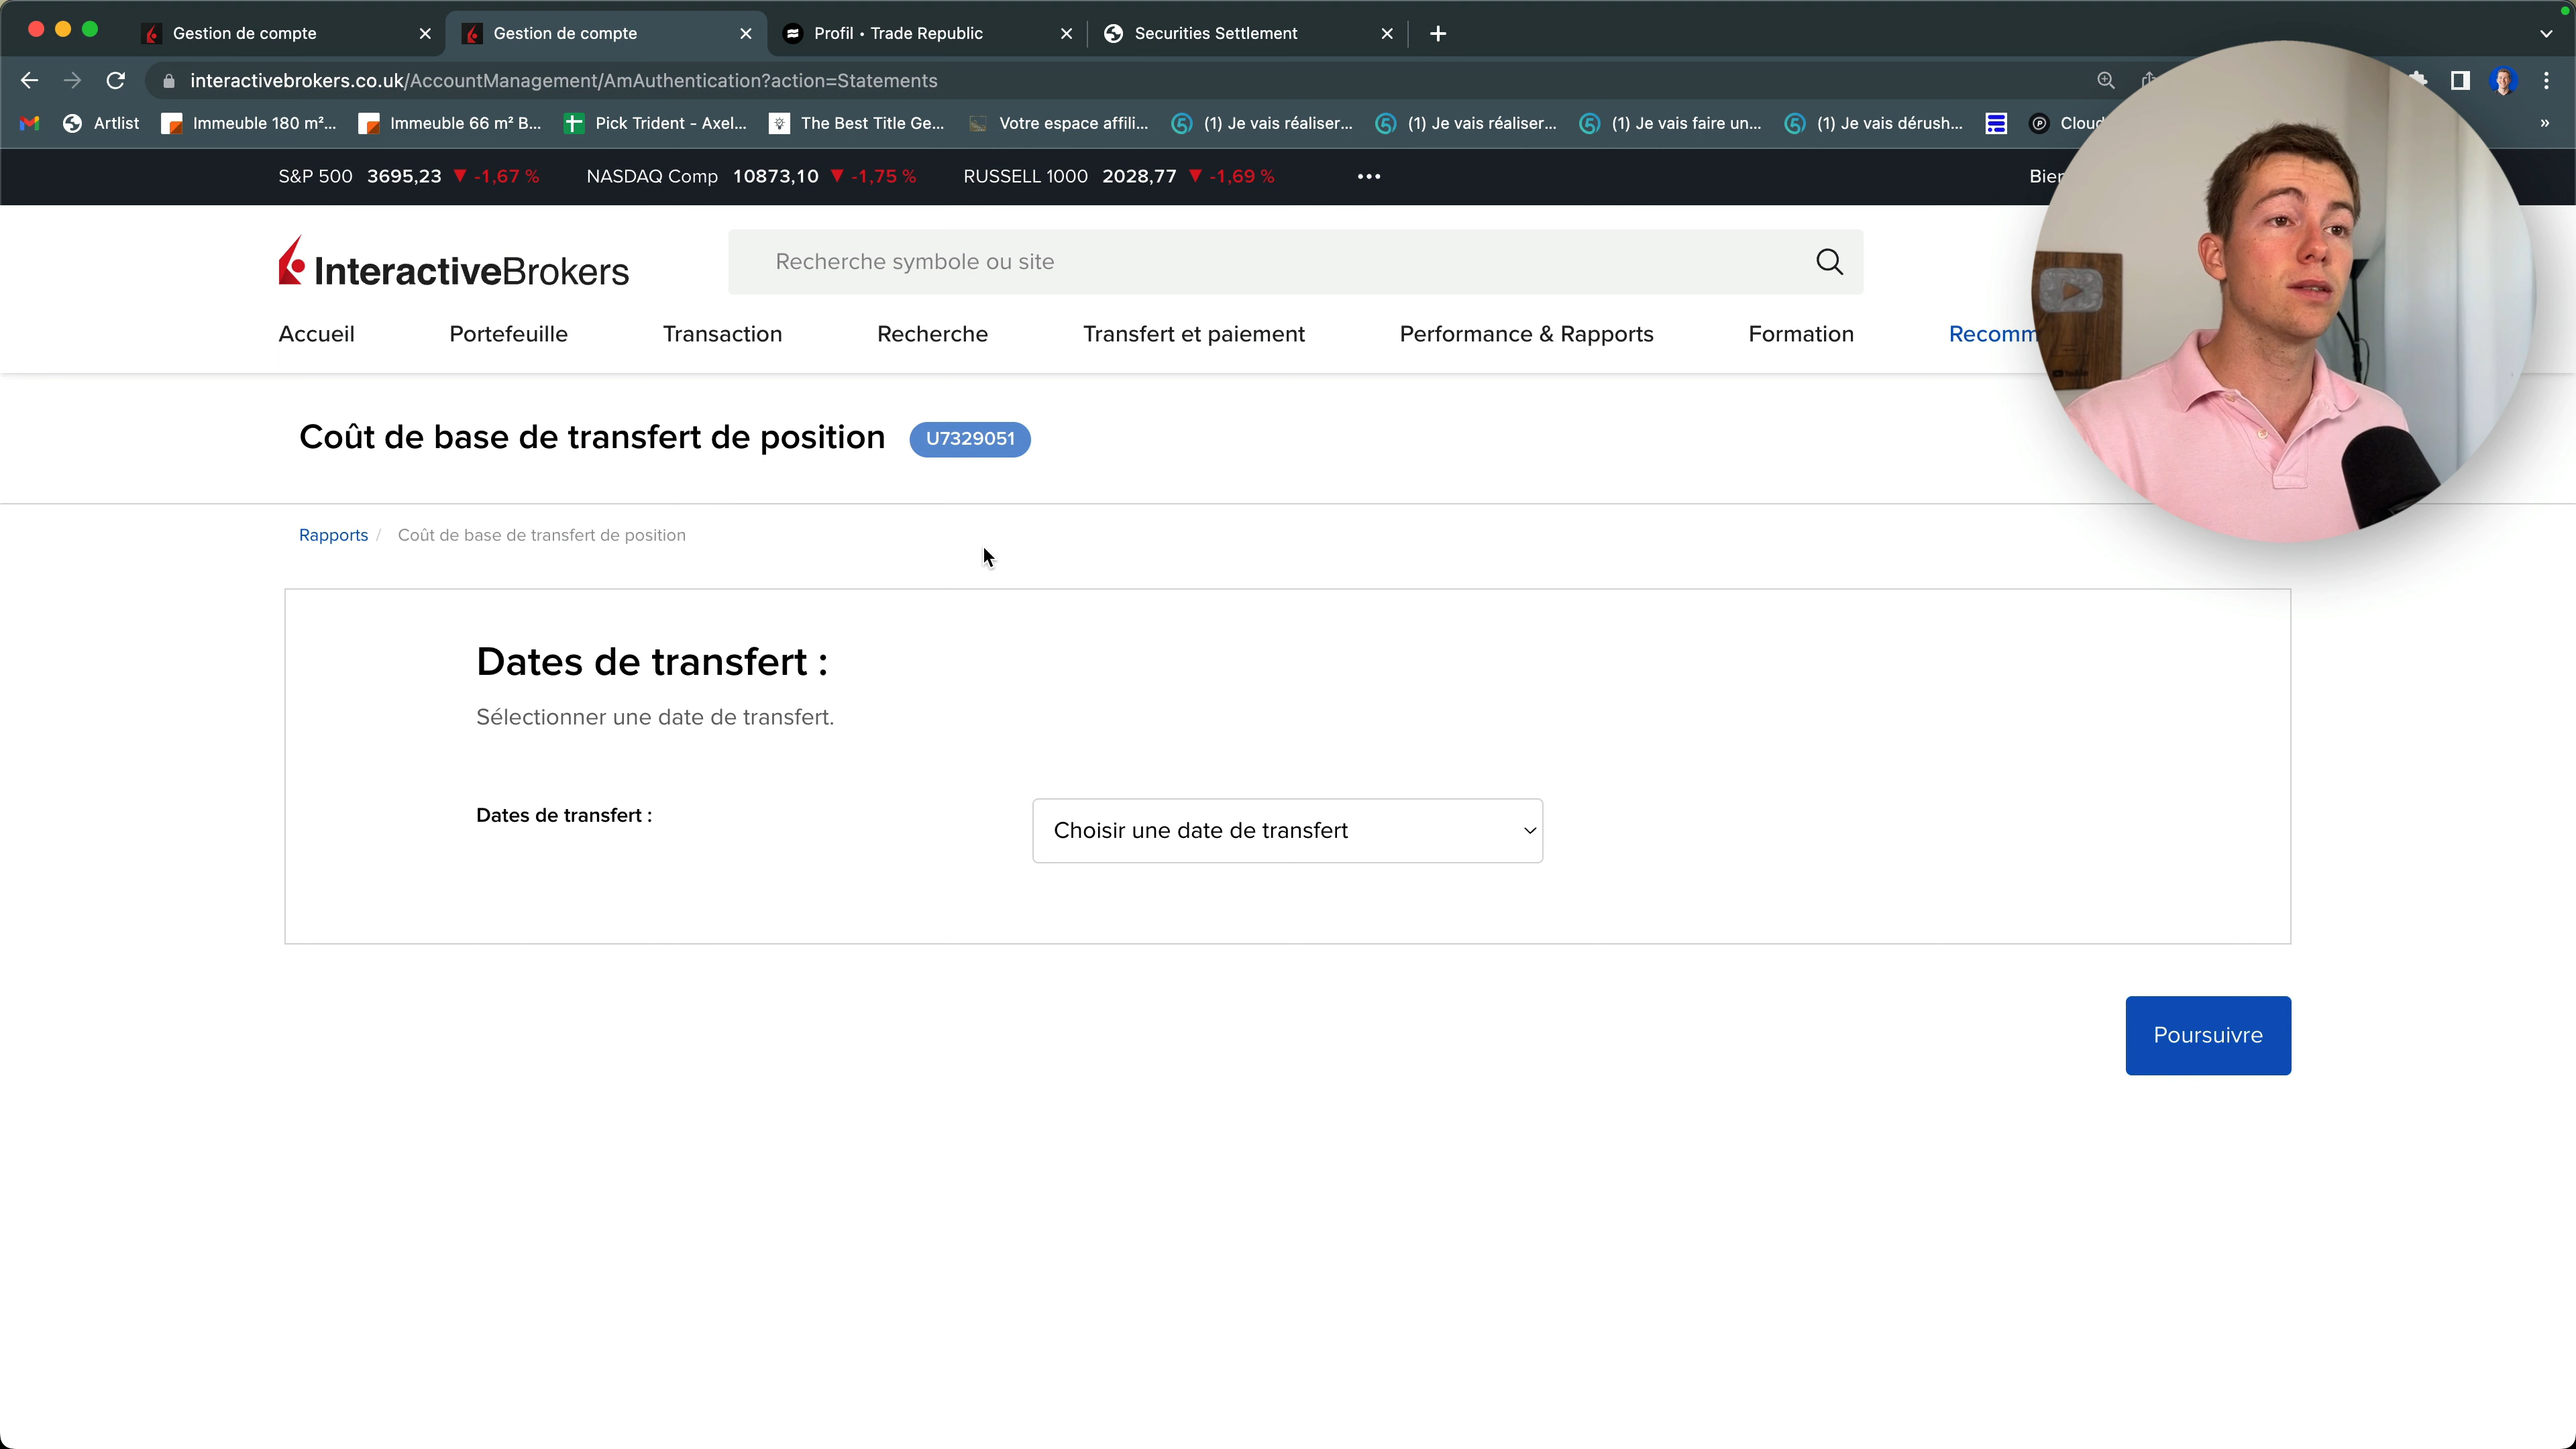 Gestion de compte
Gestion de compte
Profil • Trade Republic
Securities Settlement
interactivebrokers.co.uk/AccountManagement/AmAuthentication?action=Statements
Artlist
Immeuble 180 m²...
Immeuble 66 m² B...
Pick Trident - Axel...
The Best Title Ge...
Votre espace affili...
(1) Je vais réaliser...
(1) Je vais réaliser...
(1) Je vais faire un...
(1) Je vais dérush...
S&P 500 3695,23 ▼ -1,67 % NASDAQ Comp 10873,10 ▼ -1,75 % RUSSELL 1000 2028,77 ▼ -1,69 % •••
InteractiveBrokers
Recherche symbole ou site
Accueil
Portefeuille
Transaction
Recherche
Transfert et paiement
Performance & Rapports
Formation
Recomm
Coût de base de transfert de position U7329051
Rapports / Coût de base de transfert de position
Dates de transfert :
Sélectionner une date de transfert.
Dates de transfert :
Choisir une date de transfert
Poursuivre